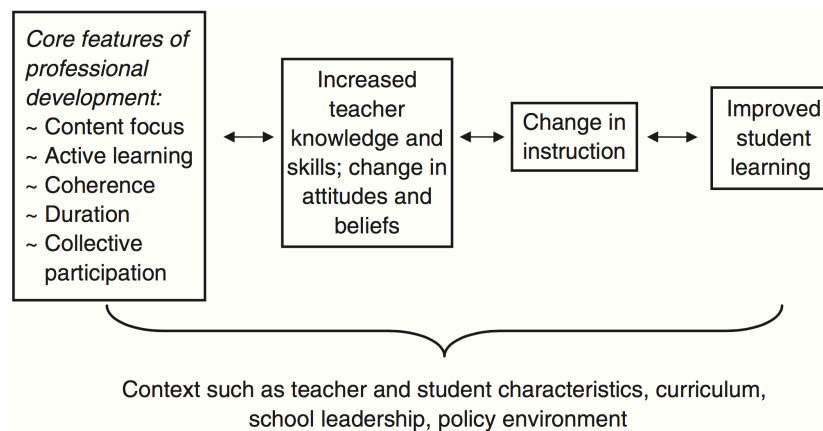 Core features of
professional
development:
~ Content focus
~ Active learning
~ Coherence
~ Duration
~ Collective
participation
Increased
teacher
knowledge and
skills; change in
attitudes and
beliefs
Change in
instruction
Improved
student
learning
Context such as teacher and student characteristics, curriculum,
school leadership, policy environment